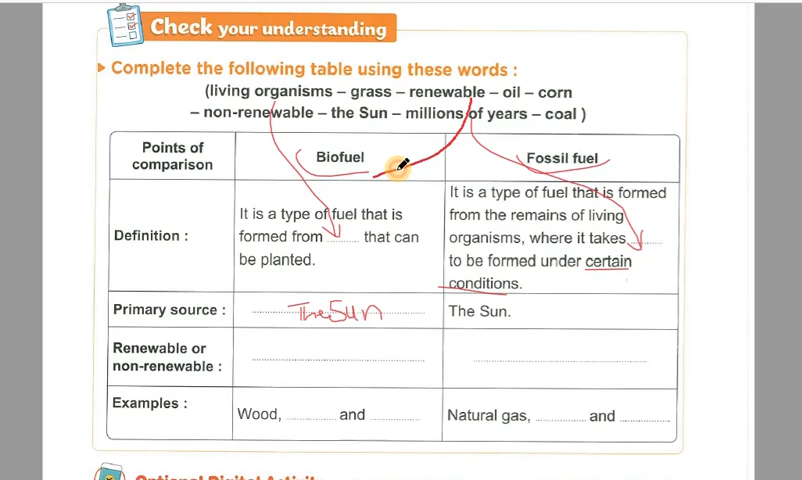 Check your understanding
Complete the following table using these words :
(living organisms – grass – renewable – oil – corn
– non-renewable – the Sun – millions of years – coal )
Points of comparison
Biofuel
Fossil fuel
Definition :
It is a type of fuel that is
formed from ........... that can
be planted.
It is a type of fuel that is formed
from the remains of living
organisms, where it takes ...........
to be formed under certain
conditions.
Primary source :
The Sun
The Sun.
Renewable or
non-renewable :
Examples :
Wood, ........... and ...........
Natural gas, ........... and ...........
Optional Digital Activity